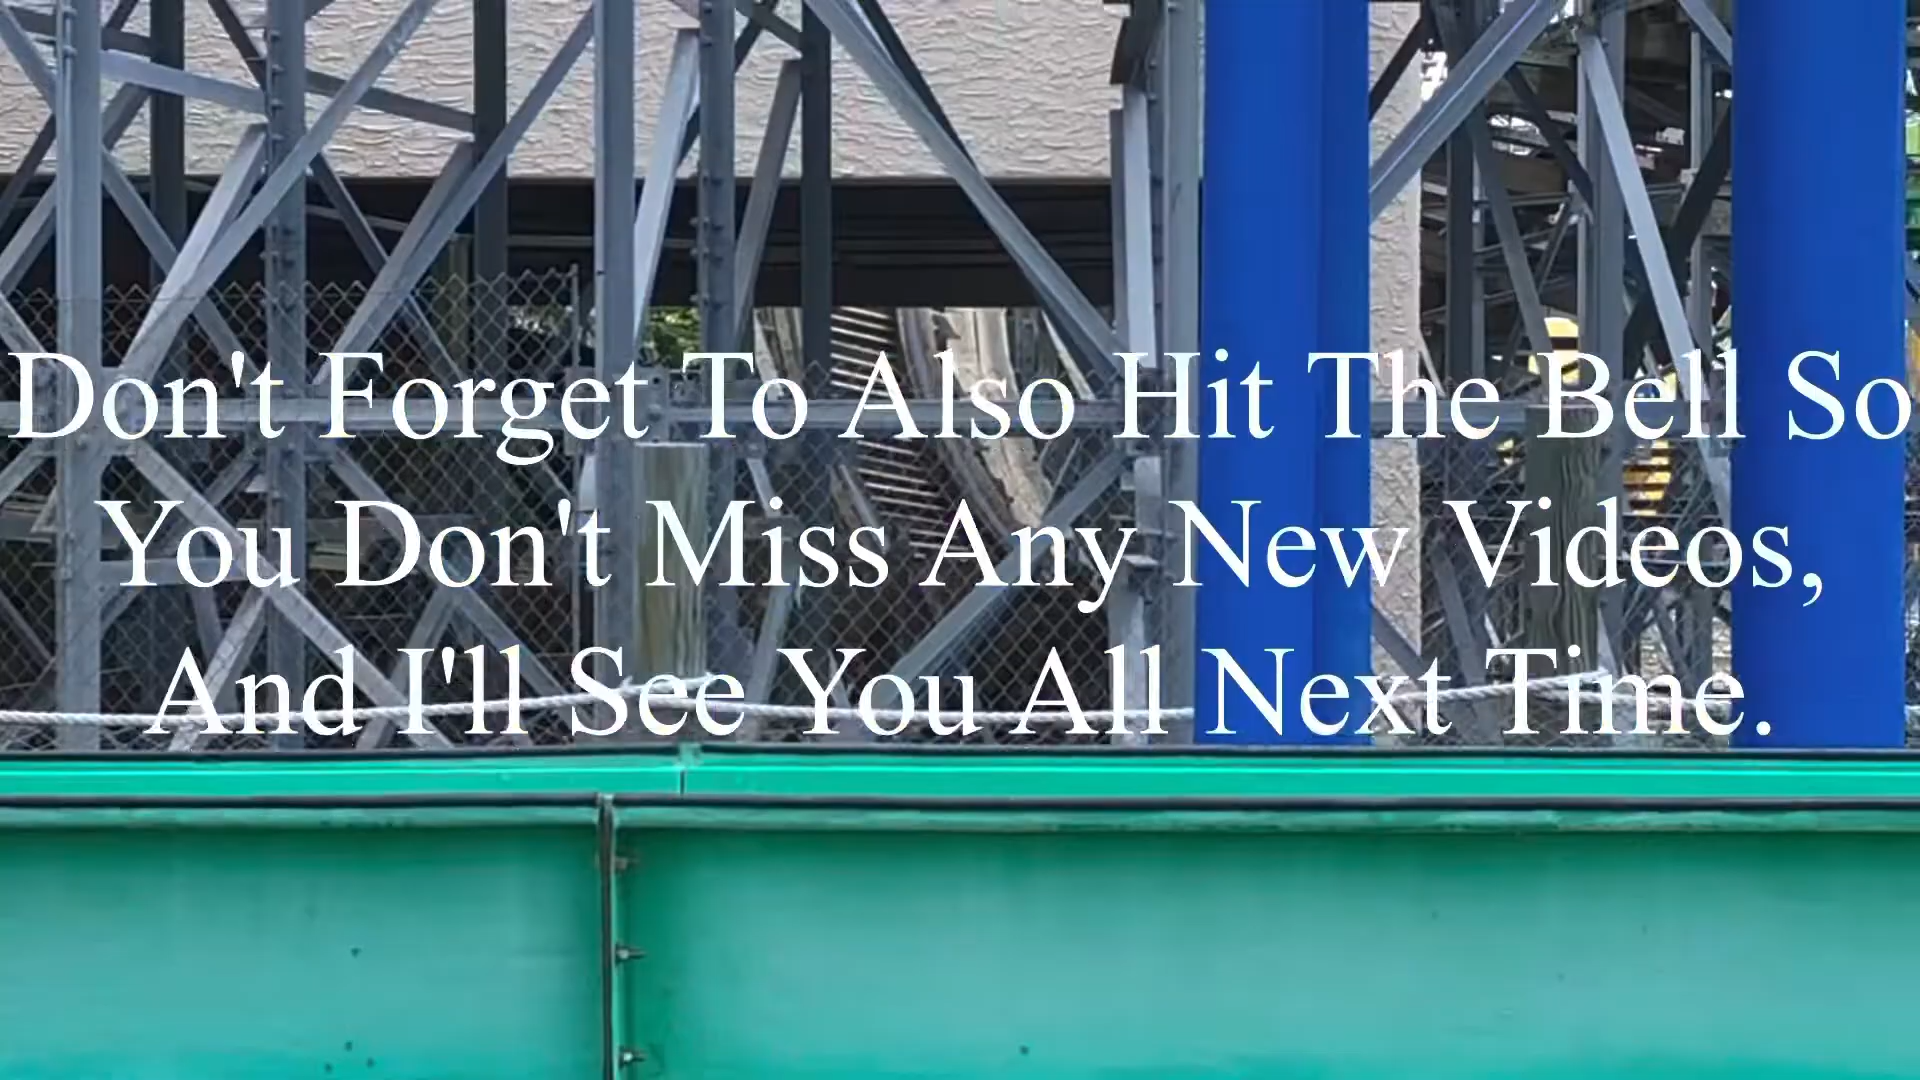 Don't Forget To Also Hit The Bell So
You Don't Miss Any New Videos,
And I'll See You All Next Time.